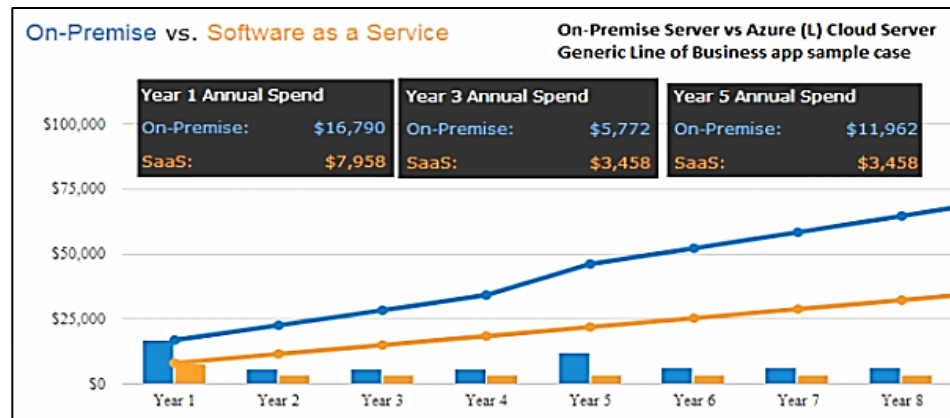 On-Premise vs. Software as a Service
On-Premise Server vs Azure (L) Cloud Server
Generic Line of Business app sample case
Year 1 Annual Spend
On-Premise: $16,790
SaaS: $7,958
Year 3 Annual Spend
On-Premise: $5,772
SaaS: $3,458
Year 5 Annual Spend
On-Premise: $11,962
SaaS: $3,458
$100,000
$75,000
$50,000
$25,000
$0
Year 1 Year 2 Year 3 Year 4 Year 5 Year 6 Year 7 Year 8